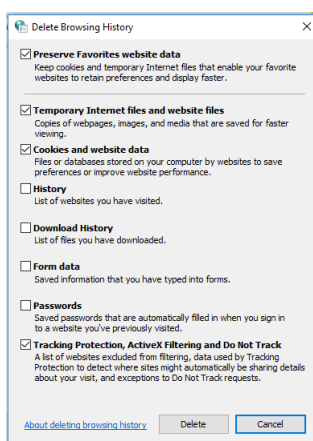 Delete Browsing History
Preserve Favorites website data
Keep cookies and temporary Internet files that enable your favorite
websites to retain preferences and display faster.
Temporary Internet files and website files
Copies of webpages, images, and media that are saved for faster
viewing.
Cookies and website data
Files or databases stored on your computer by websites to save
preferences or improve website performance.
History
List of websites you have visited.
Download History
List of files you have downloaded.
Form data
Saved information that you have typed into forms.
Passwords
Saved passwords that are automatically filled in when you sign in
to a website you've previously visited.
Tracking Protection, ActiveX Filtering and Do Not Track
A list of websites excluded from filtering, data used by Tracking
Protection to detect where sites might automatically be sharing details
about your visit, and exceptions to Do Not Track requests.
About deleting browsing history Delete Cancel